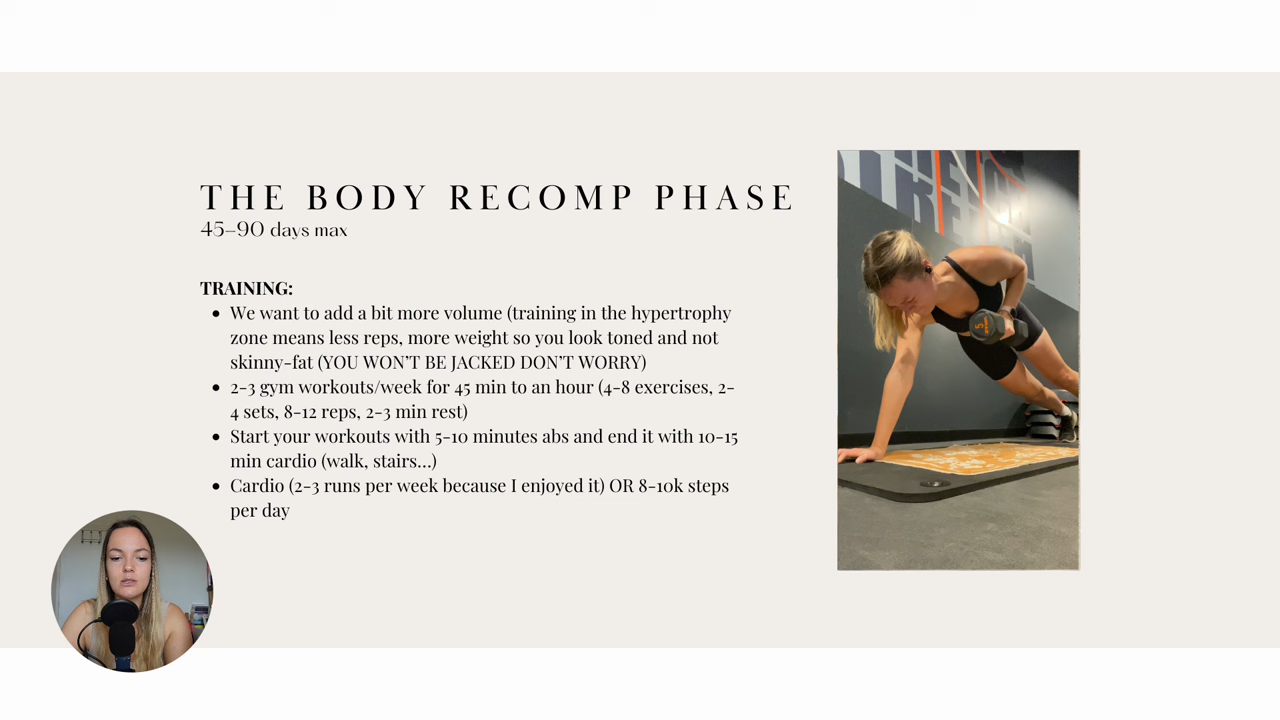 THE BODY RECOMP PHASE
45–90 days max
TRAINING:
• We want to add a bit more volume (training in the hypertrophy
zone means less reps, more weight so you look toned and not
skinny-fat (YOU WON'T BE JACKED DON'T WORRY)
• 2-3 gym workouts/week for 45 min to an hour (4-8 exercises, 2-
4 sets, 8-12 reps, 2-3 min rest)
• Start your workouts with 5-10 minutes abs and end it with 10-15
min cardio (walk, stairs...)
• Cardio (2-3 runs per week because I enjoyed it) OR 8-10k steps
per day
5